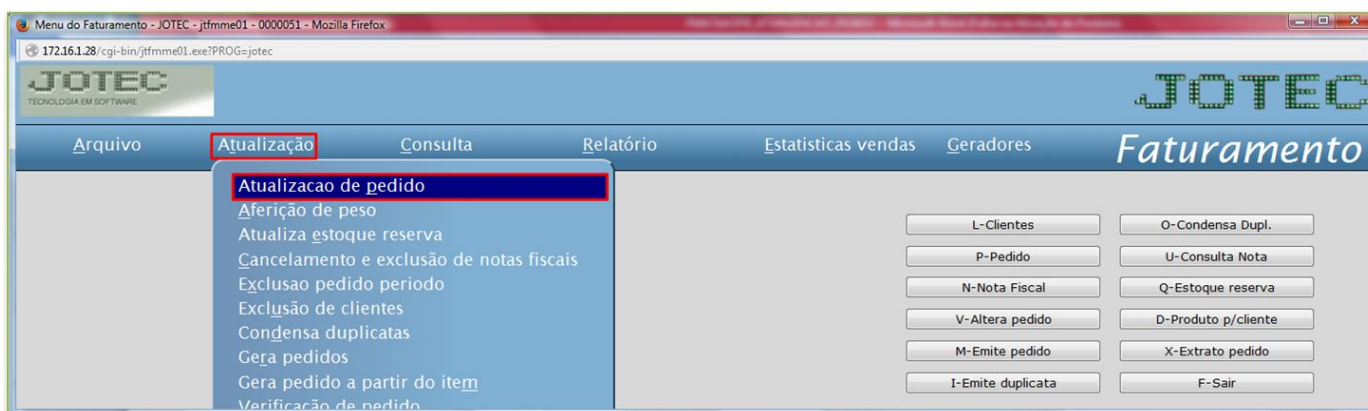 Menu do Faturamento - JOTEC - jtfmme01 - 0000051 - Mozilla Firefox
172.16.1.28/cgi-bin/jtfmme01.exe?PROG=jotec
JOTEC
TECNOLOGIA EM SOFTWARE
JOTEC
Arquivo Atualização Consulta Relatório Estatisticas vendas Geradores Faturamento
Atualizacao de pedido
Aferição de peso
Atualiza estoque reserva
Cancelamento e exclusão de notas fiscais
Exclusao pedido periodo
Exclusão de clientes
Condensa duplicatas
Gera pedidos
Gera pedido a partir do item
Verificação de pedido
L-Clientes O-Condensa Dupl.
P-Pedido U-Consulta Nota
N-Nota Fiscal Q-Estoque reserva
V-Altera pedido D-Produto p/cliente
M-Emite pedido X-Extrato pedido
I-Emite duplicata F-Sair